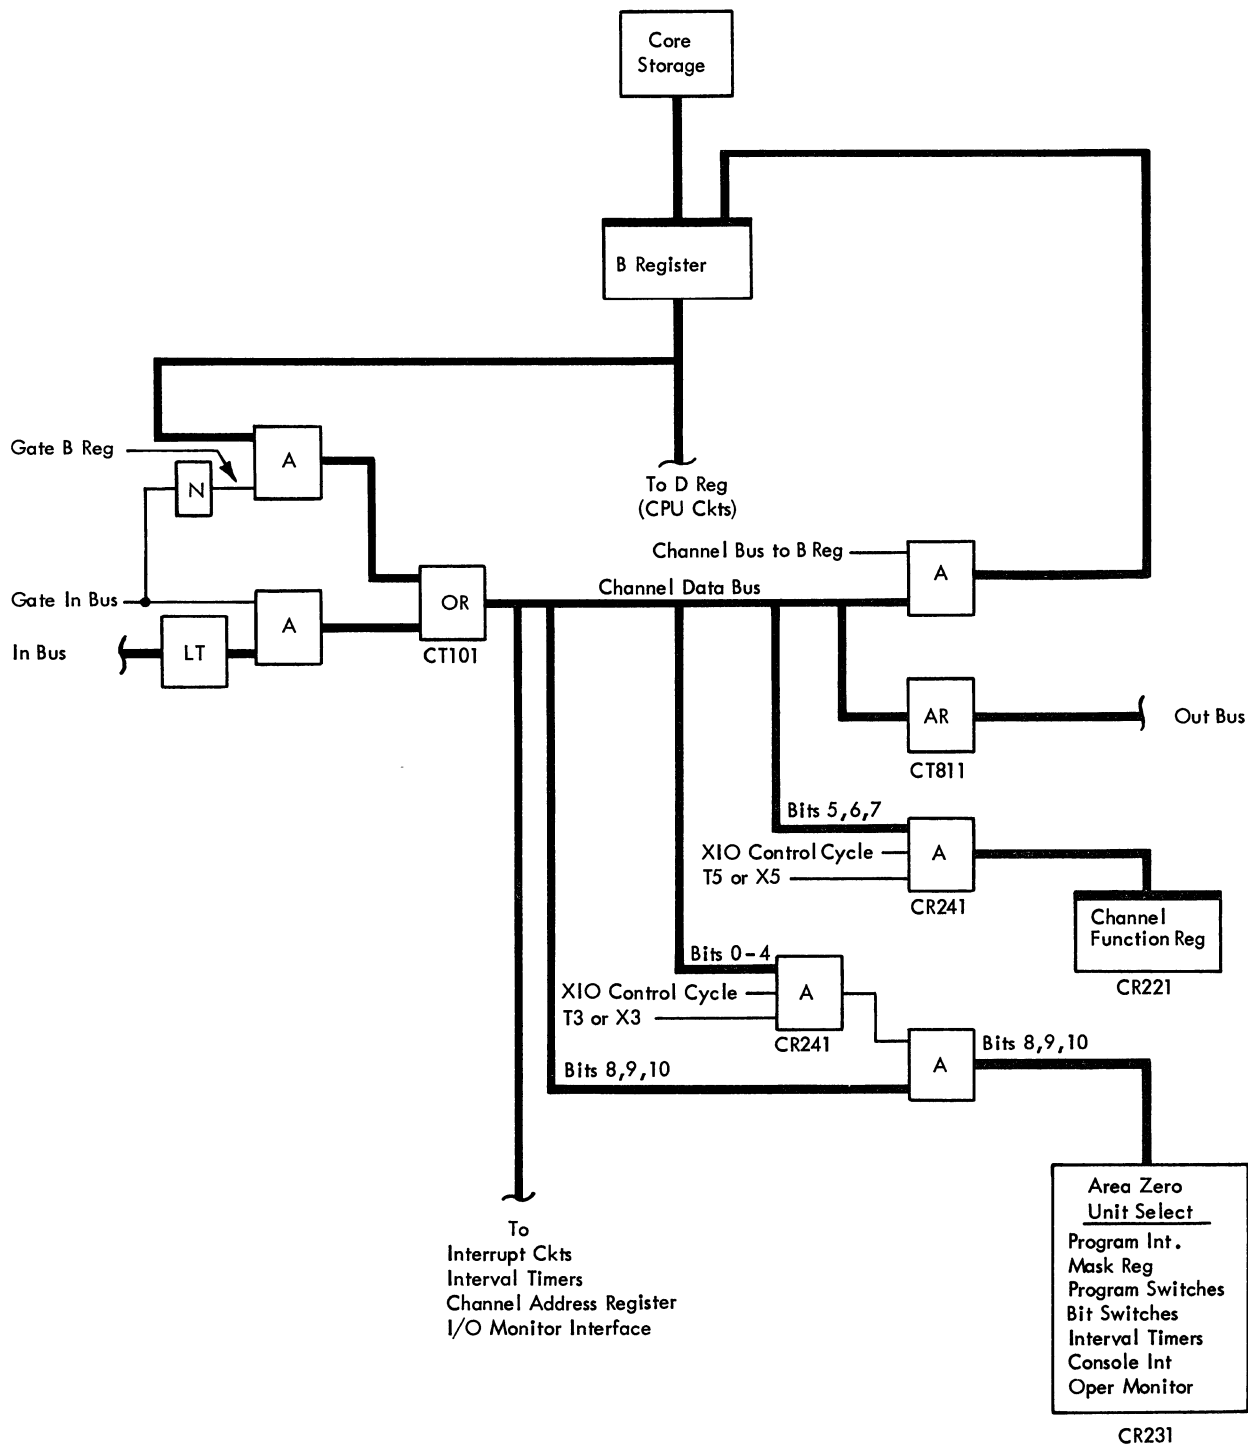 Core
Storage
B Register
Gate B Reg
A
N
To D Reg
(CPU Ckts)
Channel Bus to B Reg
A
Gate In Bus
A
OR
Channel Data Bus
In Bus
LT
CT101
AR
Out Bus
CT811
Bits 5,6,7
XIO Control Cycle
T5 or X5
A
CR241
Channel
Function Reg
CR221
Bits 0-4
XIO Control Cycle
T3 or X3
A
CR241
Bits 8,9,10
A
Bits 8,9,10
To
Interrupt Ckts
Interval Timers
Channel Address Register
I/O Monitor Interface
Area Zero
Unit Select
Program Int.
Mask Reg
Program Switches
Bit Switches
Interval Timers
Console Int
Oper Monitor
CR231